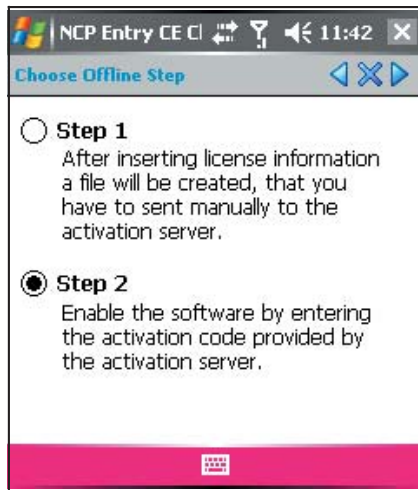 NCP Entry CE Cl 11:42
Choose Offline Step
Step 1
After inserting license information
a file will be created, that you
have to sent manually to the
activation server.
Step 2
Enable the software by entering
the activation code provided by
the activation server.